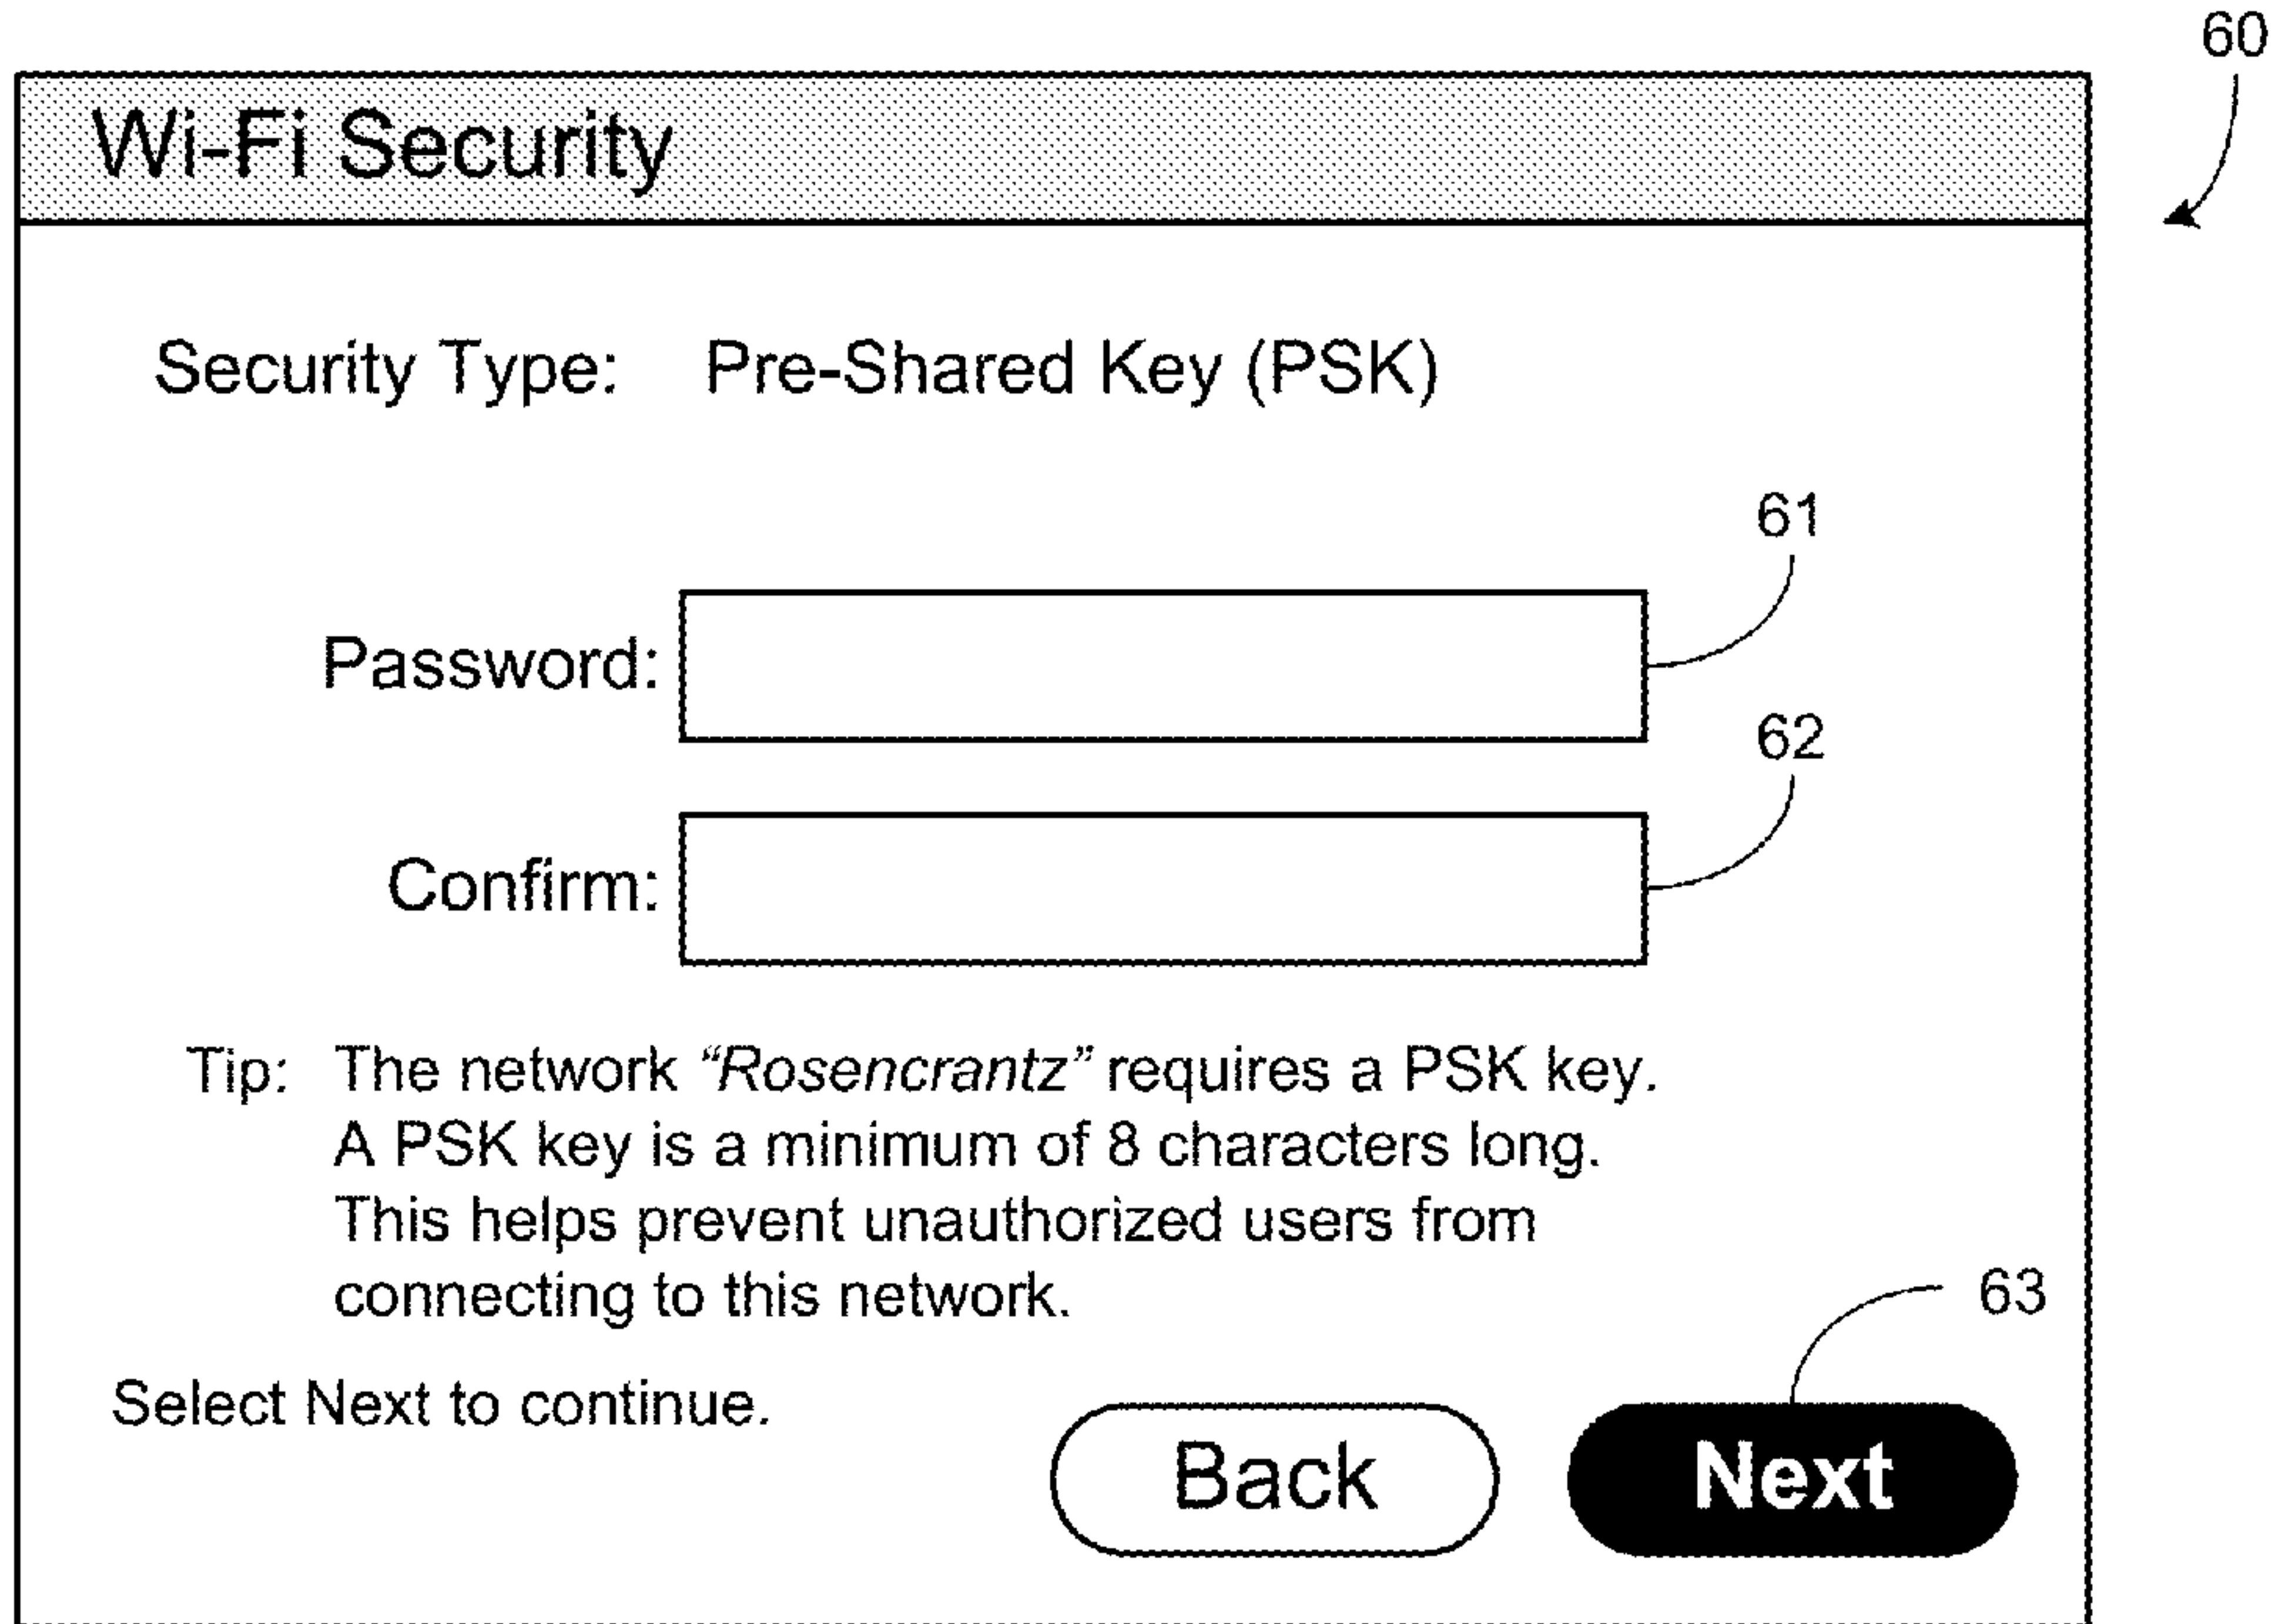 60
Wi-Fi Security
Security Type: Pre-Shared Key (PSK)
61
Password:
62
Confirm:
Tip: The network “Rosencrantz” requires a PSK key.
A PSK key is a minimum of 8 characters long.
This helps prevent unauthorized users from
connecting to this network.
63
Select Next to continue.
Back Next